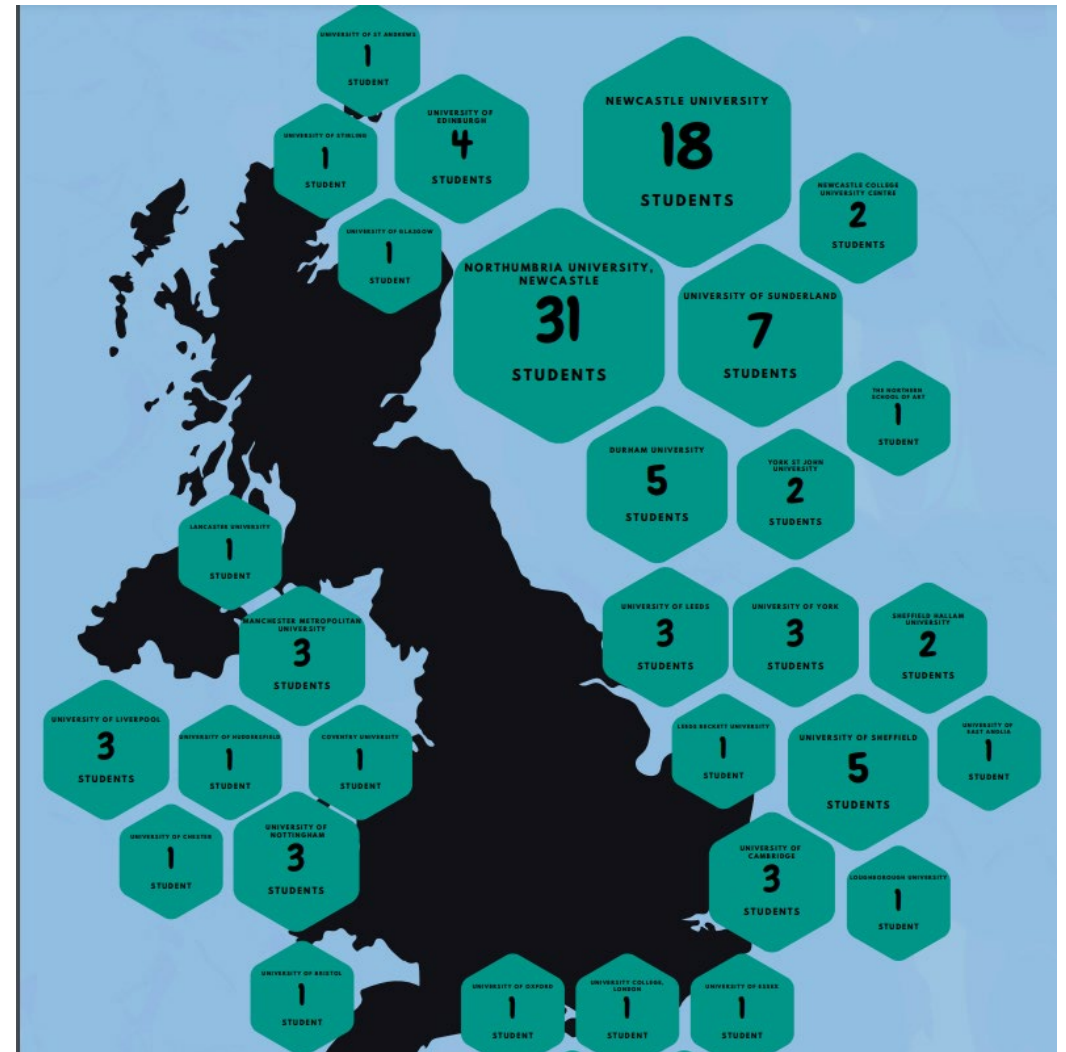 UNIVERSITY OF ST ANDREWS
1
STUDENT
UNIVERSITY OF STIRLING
1
STUDENT
UNIVERSITY OF
EDINBURGH
4
STUDENTS
UNIVERSITY OF GLASGOW
1
STUDENT
NEWCASTLE UNIVERSITY
18
STUDENTS
NEWCASTLE COLLEGE
UNIVERSITY CENTRE
2
STUDENTS
NORTHUMBRIA UNIVERSITY,
NEWCASTLE
31
STUDENTS
UNIVERSITY OF SUNDERLAND
7
STUDENTS
THE NORTHERN
SCHOOL OF ART
1
STUDENT
DURHAM UNIVERSITY
5
STUDENTS
YORK ST JOHN
UNIVERSITY
2
STUDENTS
LANCASTER UNIVERSITY
1
STUDENT
MANCHESTER METROPOLITAN
UNIVERSITY
3
STUDENTS
UNIVERSITY OF LEEDS
3
STUDENTS
UNIVERSITY OF YORK
3
STUDENTS
SHEFFIELD HALLAM
UNIVERSITY
2
STUDENTS
UNIVERSITY OF LIVERPOOL
3
STUDENTS
UNIVERSITY OF HUDDERSFIELD
1
STUDENT
COVENTRY UNIVERSITY
1
STUDENT
LEEDS BECKETT UNIVERSITY
1
STUDENT
UNIVERSITY OF SHEFFIELD
5
STUDENTS
UNIVERSITY OF
EAST ANGLIA
1
STUDENT
UNIVERSITY OF CHESTER
1
STUDENT
UNIVERSITY OF
NOTTINGHAM
3
STUDENTS
UNIVERSITY OF
CAMBRIDGE
3
STUDENTS
LOUGHBOROUGH UNIVERSITY
1
STUDENT
UNIVERSITY OF BRISTOL
1
STUDENT
UNIVERSITY OF OXFORD
1
STUDENT
UNIVERSITY COLLEGE,
LONDON
1
STUDENT
UNIVERSITY OF ESSEX
1
STUDENT